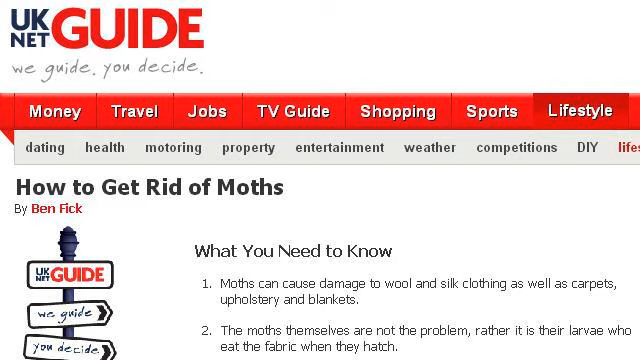 UK NET GUIDE
we guide. you decide.
Money Travel Jobs TV Guide Shopping Sports Lifestyle
dating health motoring property entertainment weather competitions DIY lifes
How to Get Rid of Moths
By Ben Fick
What You Need to Know
1. Moths can cause damage to wool and silk clothing as well as carpets,
upholstery and blankets.
2. The moths themselves are not the problem, rather it is their larvae who
eat the fabric when they hatch.
UK NET GUIDE
we guide
you decide